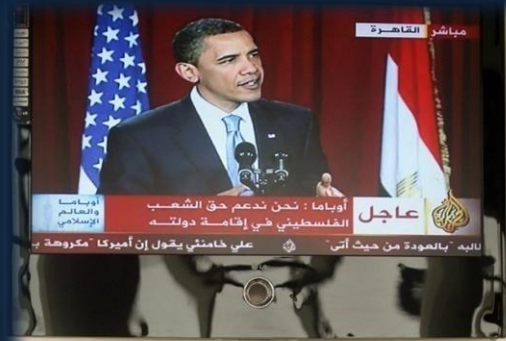 مباشر القاهرة
أوباما والعالم الإسلامي
عاجل
أوباما : نحن ندعم حق الشعب
الفلسطيني في إقامة دولته
البه "بالعودة من حيث أتى" علي خامنئي يقول إن أميركا "مكروهة ب